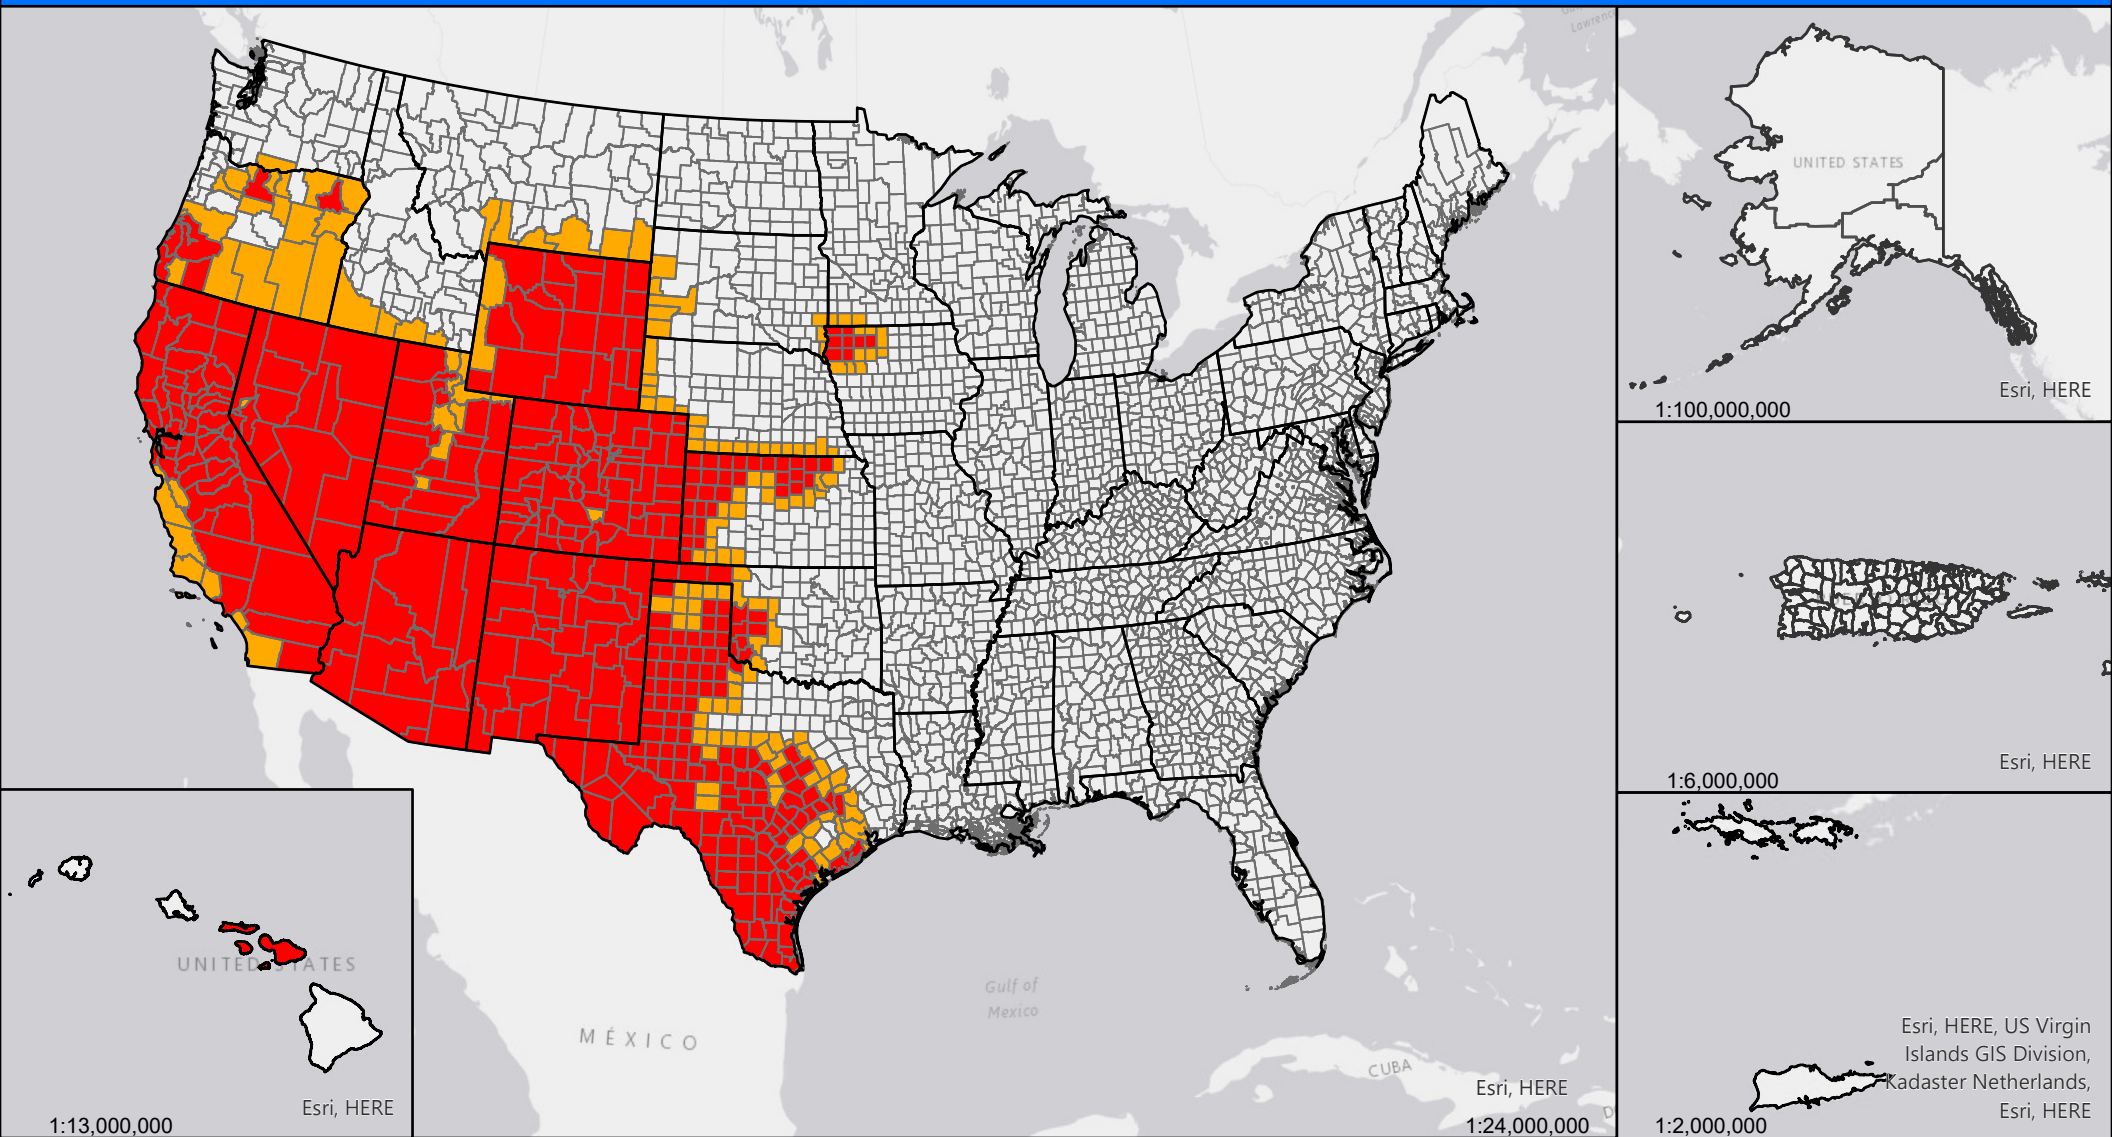 Lawrence
UNITED STATES
Esri, HERE
1:100,000,000
Esri, HERE
1:6,000,000
UNITED STATES
Esri, HERE
1:13,000,000
Gulf of
Mexico
MÉXICO
CUBA
Esri, HERE
1:24,000,000
Esri, HERE, US Virgin
Islands GIS Division,
Kadaster Netherlands,
Esri, HERE
1:2,000,000